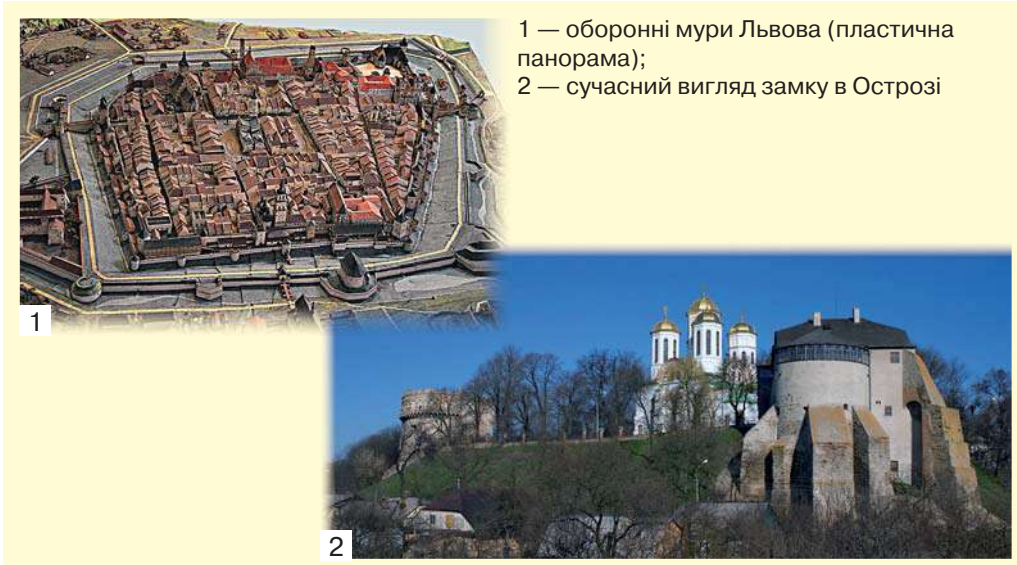 1 — оборонні мури Львова (пластична
панорама);
2 — сучасний вигляд замку в Острозі
1
2